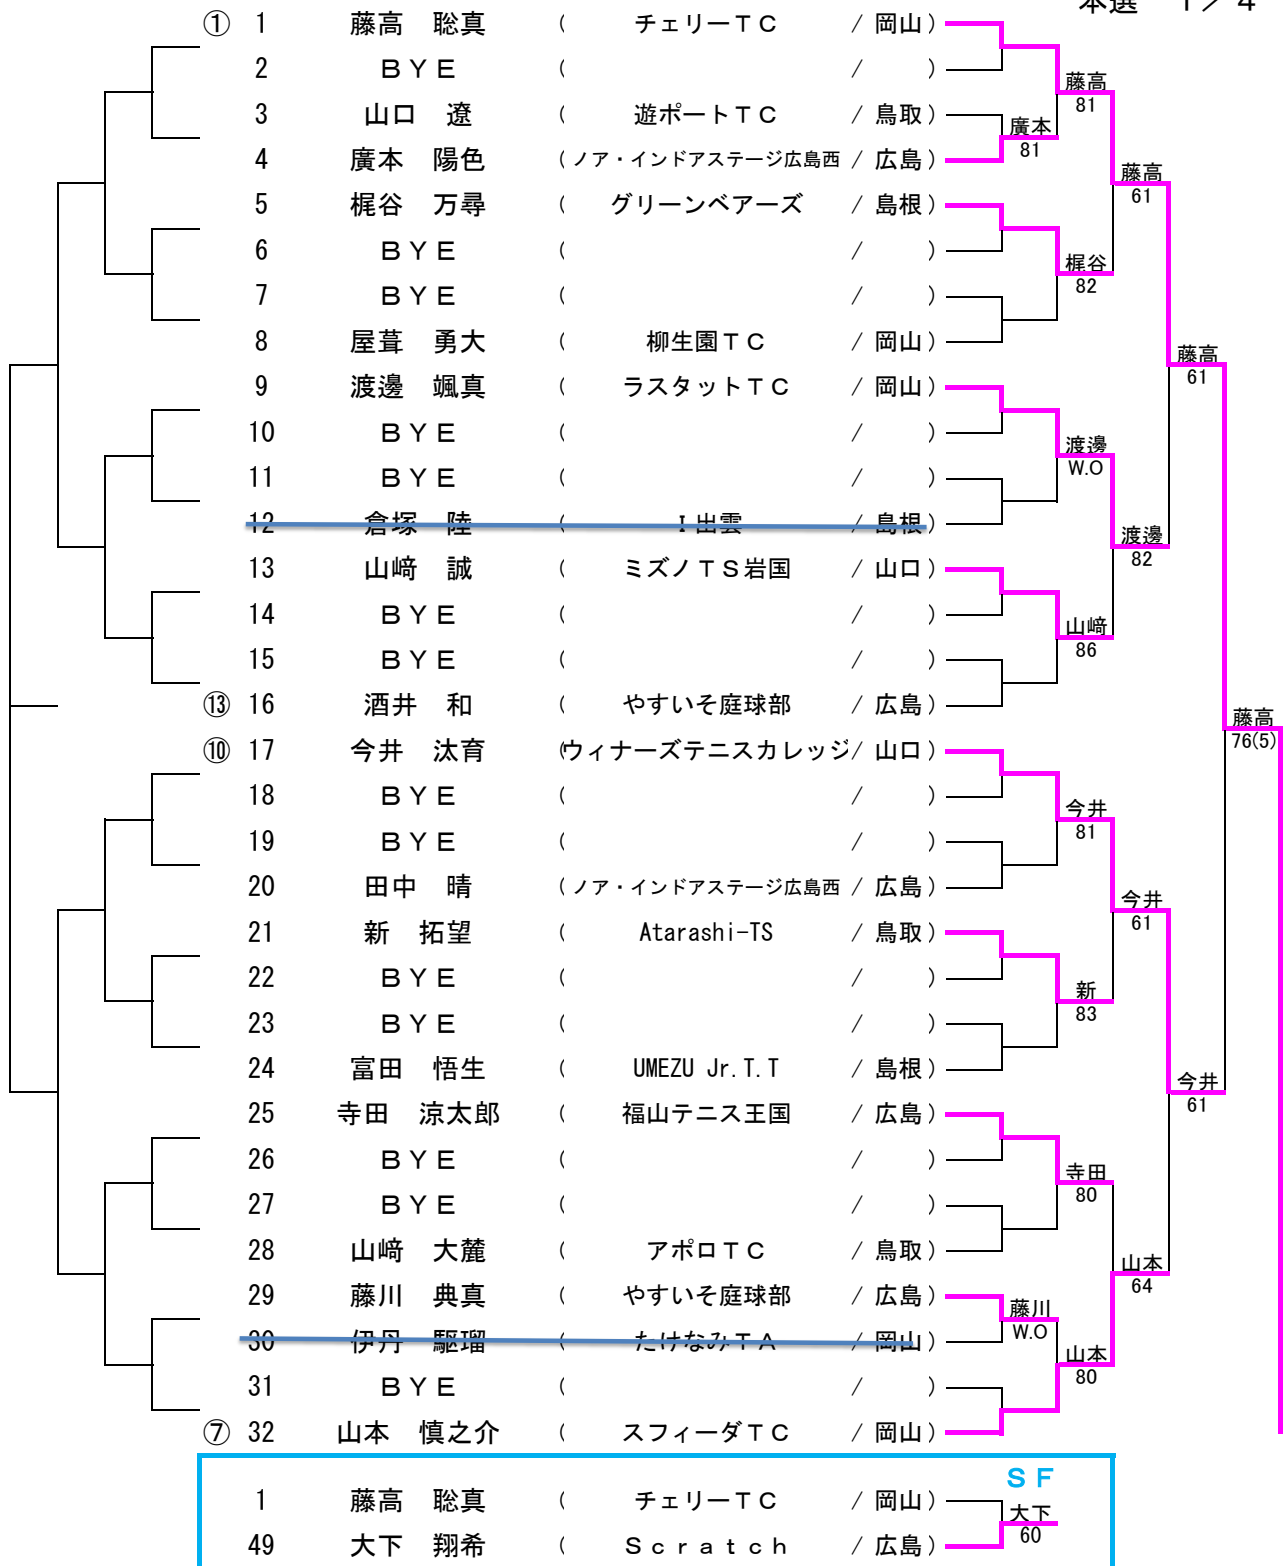 本選 1／4
① 1 藤高 聡真 ( チェリーＴＣ / 岡山 )
2 ＢＹＥ ( / )
藤高
81
3 山口 遼 ( 遊ポートＴＣ / 鳥取 )
廣本
81
4 廣本 陽色 ( ノア・インドアステージ広島西 / 広島 )
藤高
61
5 梶谷 万尋 ( グリーンベアーズ / 島根 )
6 ＢＹＥ ( / )
梶谷
82
7 ＢＹＥ ( / )
8 屋葺 勇大 ( 柳生園ＴＣ / 岡山 )
藤高
61
9 渡邊 颯真 ( ラスタットＴＣ / 岡山 )
10 ＢＹＥ ( / )
渡邊
W.O
11 ＢＹＥ ( / )
12 倉塚 陸 ( Ｉ出雲 / 島根 )
渡邊
82
13 山﨑 誠 ( ミズノＴＳ岩国 / 山口 )
14 ＢＹＥ ( / )
山﨑
86
15 ＢＹＥ ( / )
⑬ 16 酒井 和 ( やすいそ庭球部 / 広島 )
藤高
76(5)
⑩ 17 今井 汰育 ( ウィナーズテニスカレッジ / 山口 )
18 ＢＹＥ ( / )
今井
81
19 ＢＹＥ ( / )
20 田中 晴 ( ノア・インドアステージ広島西 / 広島 )
今井
61
21 新 拓望 ( Atarashi-TS / 鳥取 )
22 ＢＹＥ ( / )
新
83
23 ＢＹＥ ( / )
24 富田 悟生 ( UMEZU Jr.T.T / 島根 )
今井
61
25 寺田 涼太郎 ( 福山テニス王国 / 広島 )
26 ＢＹＥ ( / )
寺田
80
27 ＢＹＥ ( / )
28 山﨑 大麓 ( アポロＴＣ / 鳥取 )
山本
64
29 藤川 典真 ( やすいそ庭球部 / 広島 )
藤川
W.O
30 伊丹 駆瑠 ( たけなみＴＡ / 岡山 )
山本
80
31 ＢＹＥ ( / )
⑦ 32 山本 慎之介 ( スフィーダＴＣ / 岡山 )
ＳＦ
1 藤高 聡真 ( チェリーＴＣ / 岡山 )
大下
60
49 大下 翔希 ( Ｓｃｒａｔｃｈ / 広島 )